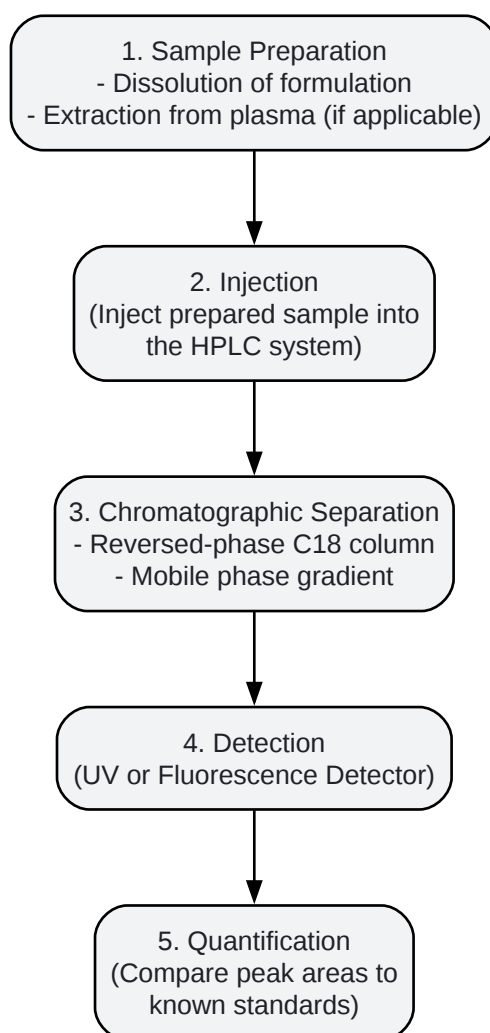 1. Sample Preparation
- Dissolution of formulation
- Extraction from plasma (if applicable)
2. Injection
(Inject prepared sample into
the HPLC system)
3. Chromatographic Separation
- Reversed-phase C18 column
- Mobile phase gradient
4. Detection
(UV or Fluorescence Detector)
5. Quantification
(Compare peak areas to
known standards)